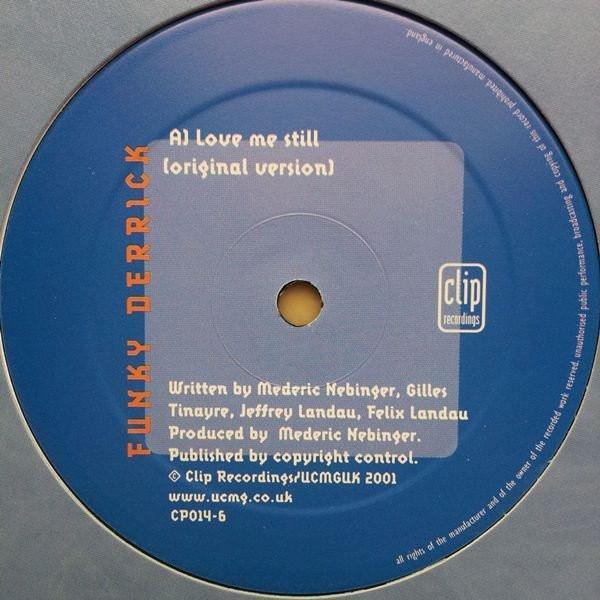 FUNKY DERRICK
A) Love me still
(original version)
clip
recordings
Written by Mederic Nebinger, Gilles
Tinayre, Jeffrey Landau, Felix Landau
Produced by Mederic Nebinger.
Published by copyright control.
© Clip Recordings/UCMGUK 2001
www.ucmg.co.uk
CP014-6
all rights of the manufacturer and of the owner of the recorded work reserved. unauthorised public performance, broadcasting and copying of this record prohibited. manufactured in england.